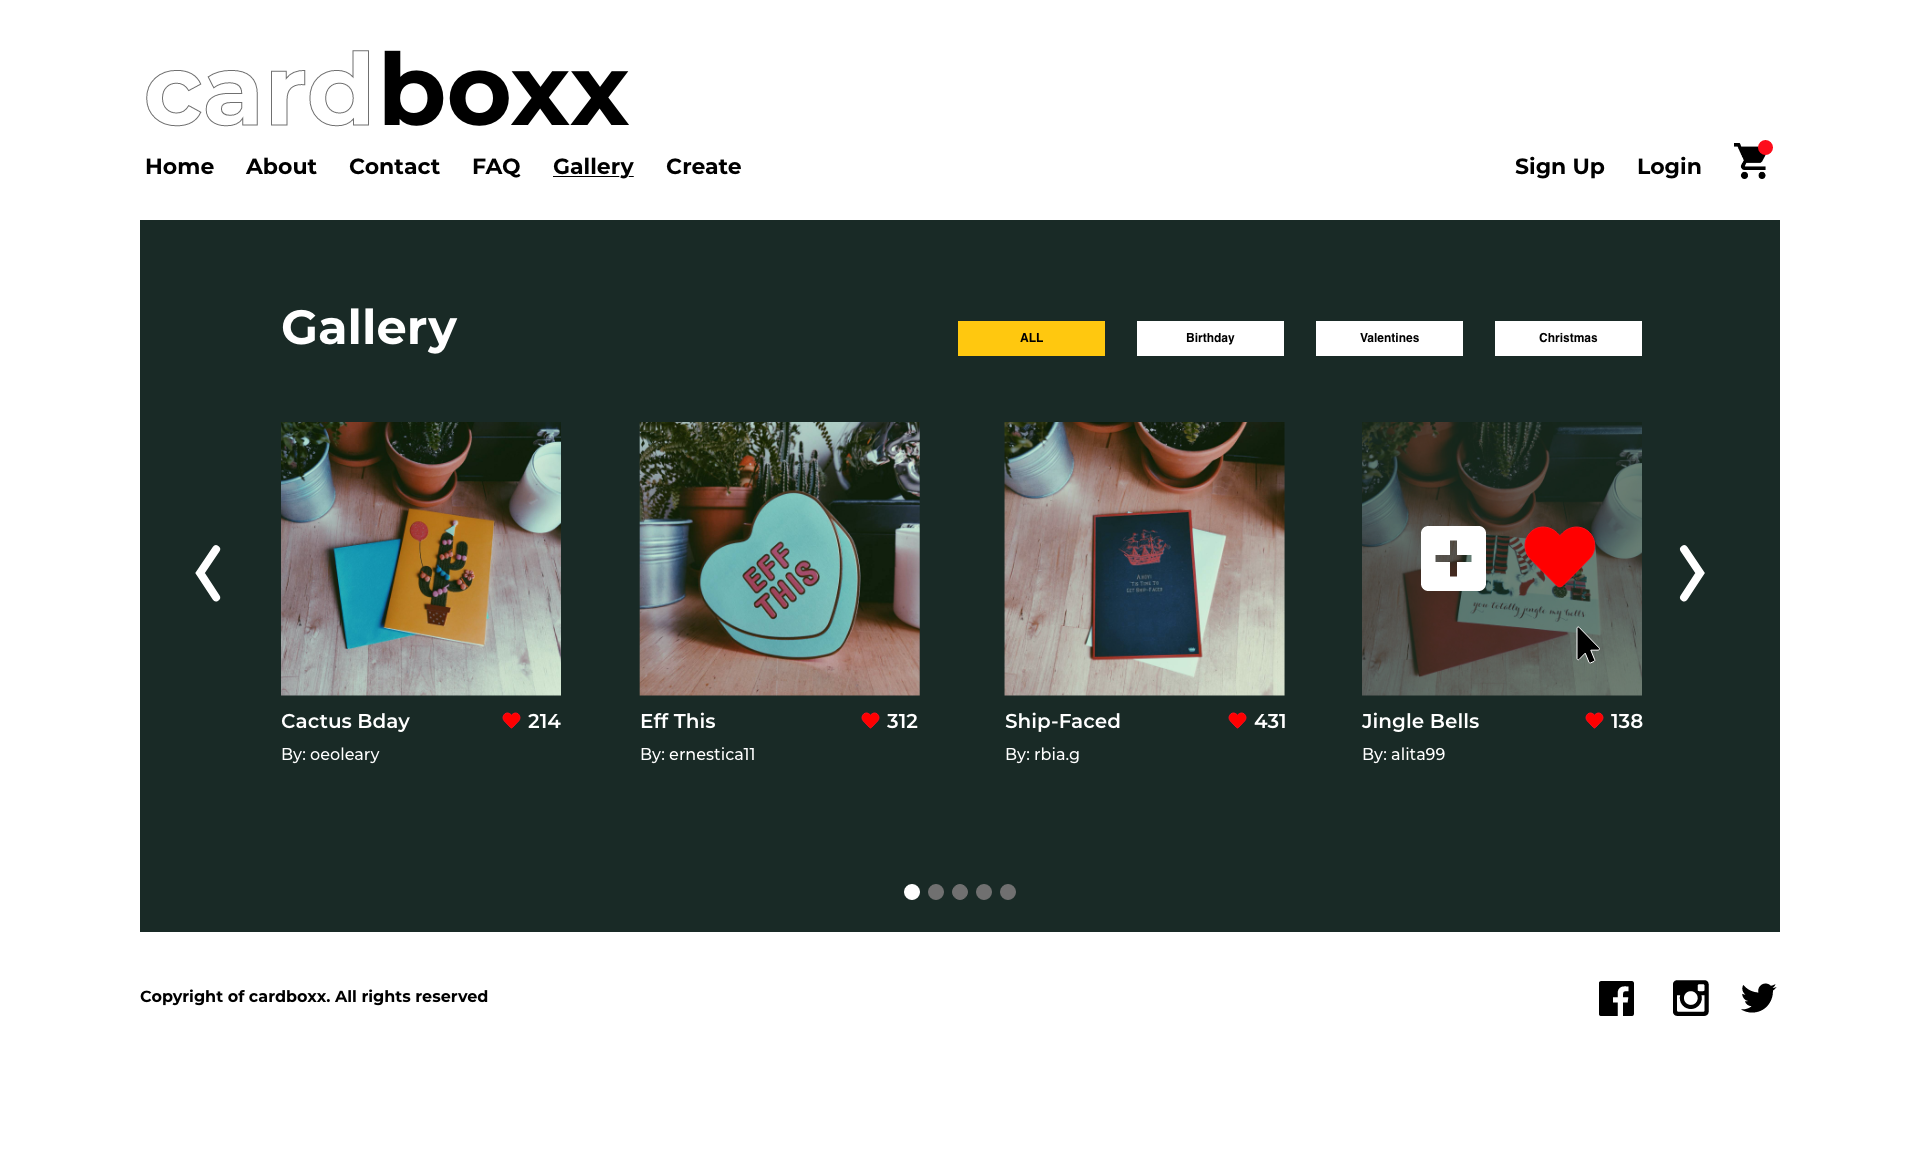 cardboxx
Home About Contact FAQ Gallery Create
Sign Up Login
Gallery
ALL Birthday Valentines Christmas
EFF
THIS
AHOY!
'TIS TIME TO
GET SHIP-FACED
you totally jingle my bells
Cactus Bday 214
By: oeoleary
Eff This 312
By: ernestica11
Ship-Faced 431
By: rbia.g
Jingle Bells 138
By: alita99
Copyright of cardboxx. All rights reserved